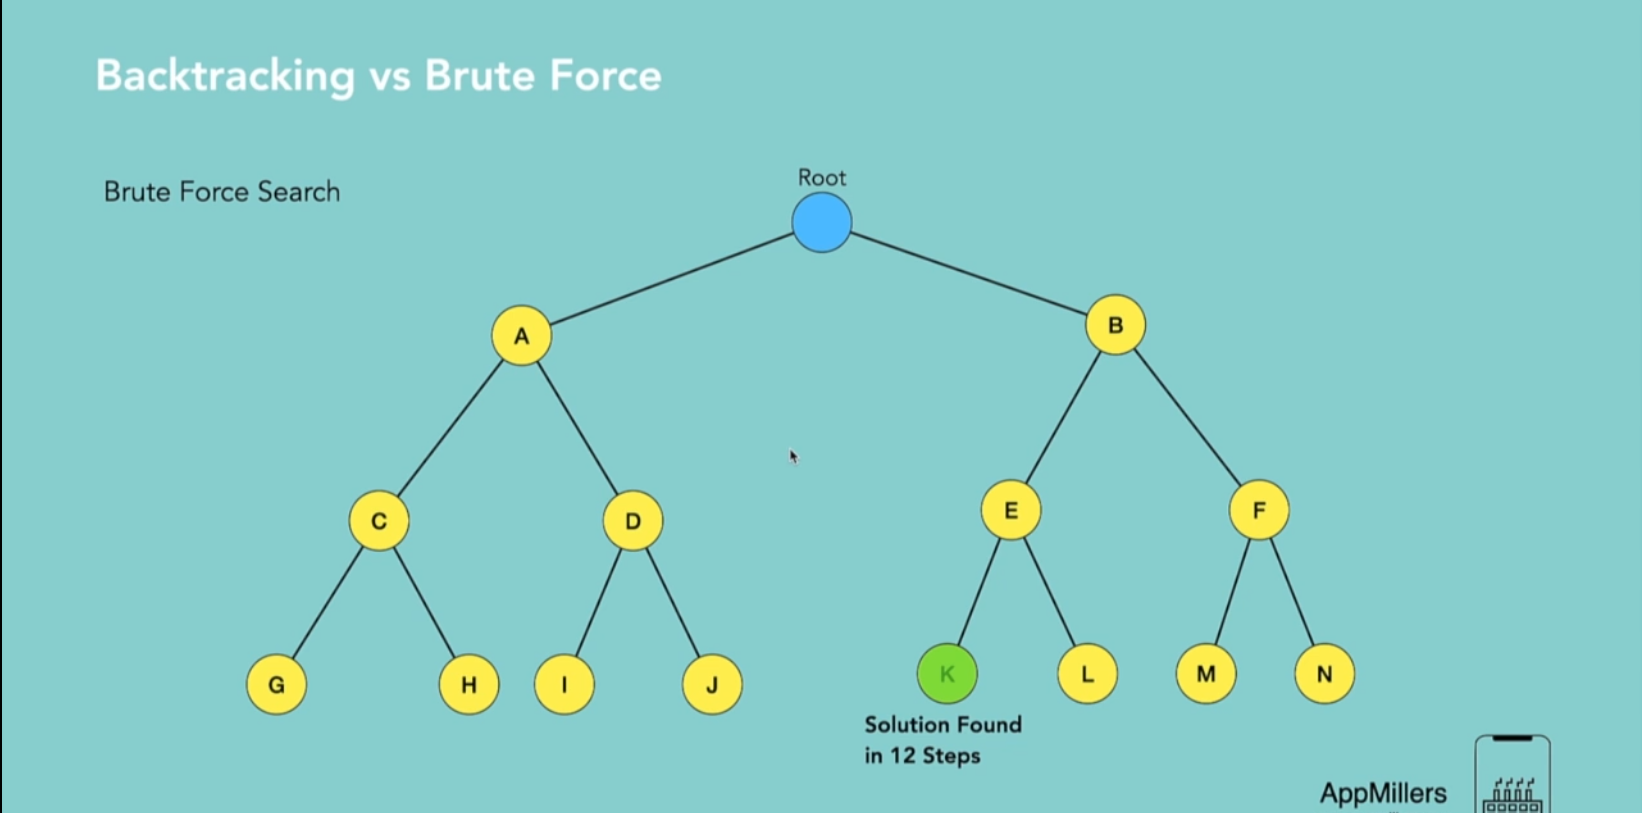 Backtracking vs Brute Force
Brute Force Search
Root
A
B
C
D
E
F
G
H
I
J
K
L
M
N
Solution Found
in 12 Steps
AppMillers